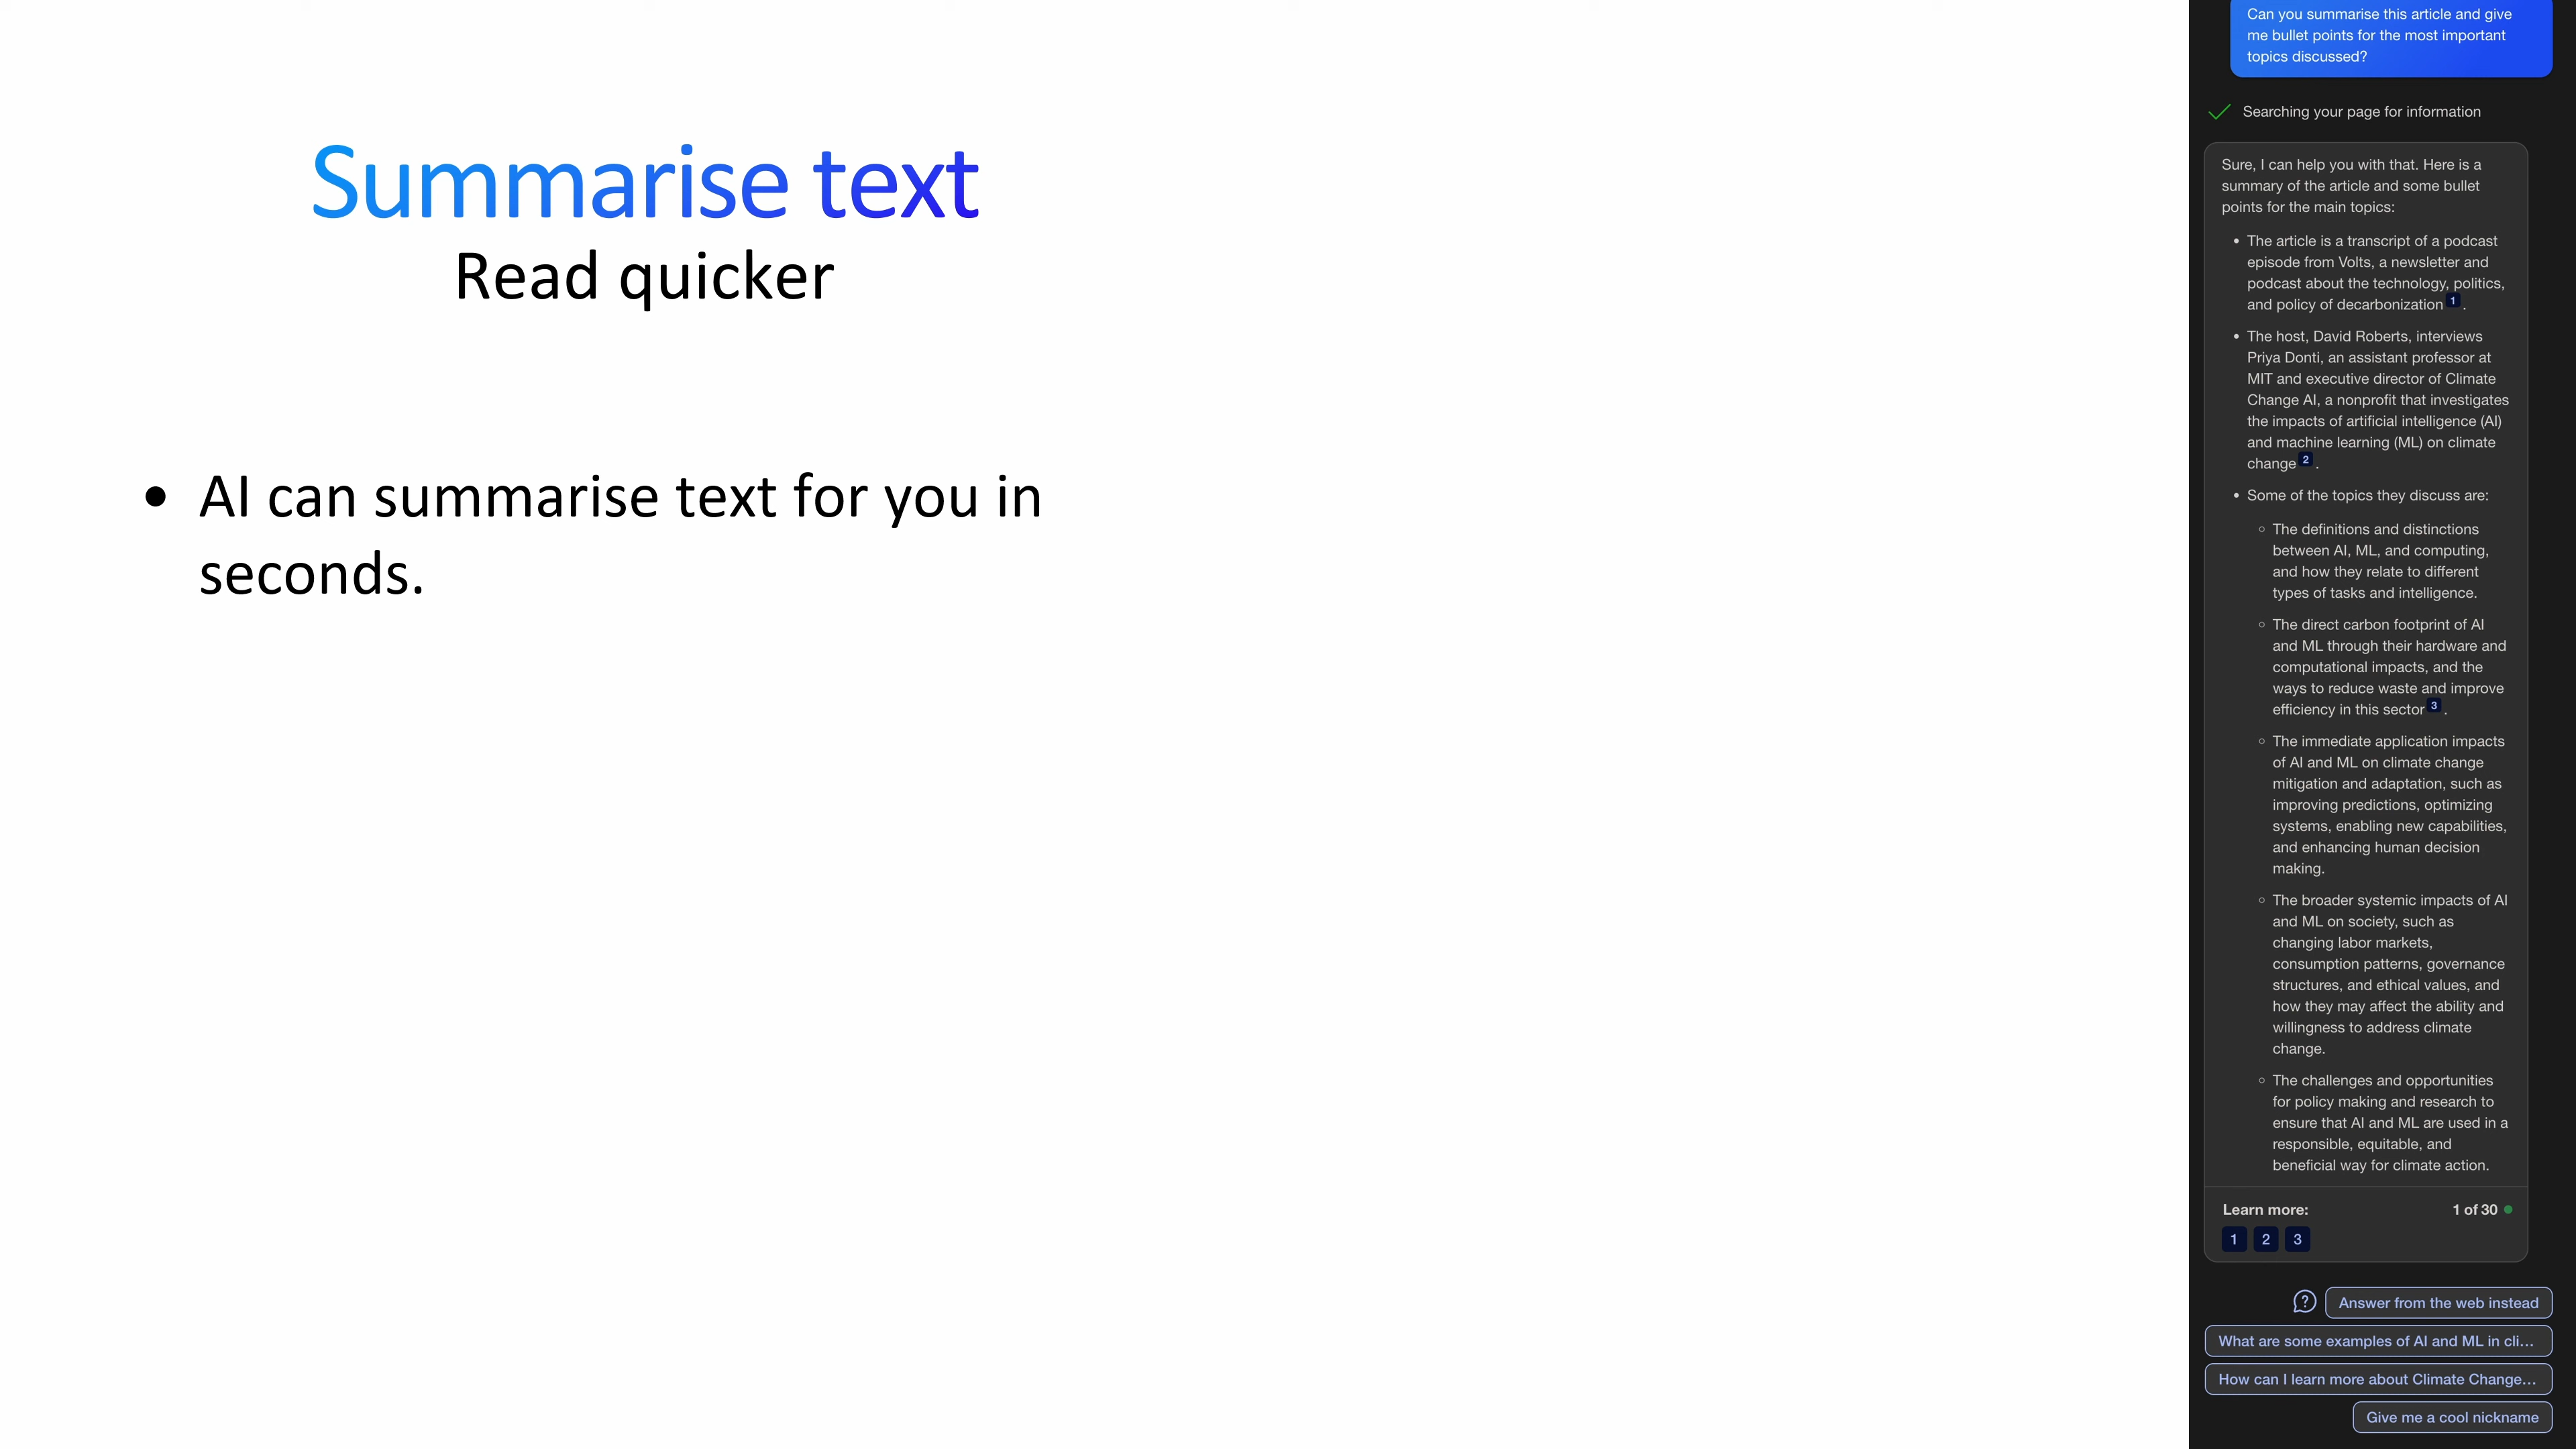 Summarise text
Read quicker
• AI can summarise text for you in
seconds.
Can you summarise this article and give
me bullet points for the most important
topics discussed?
Searching your page for information
Sure, I can help you with that. Here is a
summary of the article and some bullet
points for the main topics:
• The article is a transcript of a podcast
episode from Volts, a newsletter and
podcast about the technology, politics,
and policy of decarbonization 1 .
• The host, David Roberts, interviews
Priya Donti, an assistant professor at
MIT and executive director of Climate
Change AI, a nonprofit that investigates
the impacts of artificial intelligence (AI)
and machine learning (ML) on climate
change 2 .
• Some of the topics they discuss are:
◦ The definitions and distinctions
between AI, ML, and computing,
and how they relate to different
types of tasks and intelligence.
◦ The direct carbon footprint of AI
and ML through their hardware and
computational impacts, and the
ways to reduce waste and improve
efficiency in this sector 3 .
◦ The immediate application impacts
of AI and ML on climate change
mitigation and adaptation, such as
improving predictions, optimizing
systems, enabling new capabilities,
and enhancing human decision
making.
◦ The broader systemic impacts of AI
and ML on society, such as
changing labor markets,
consumption patterns, governance
structures, and ethical values, and
how they may affect the ability and
willingness to address climate
change.
◦ The challenges and opportunities
for policy making and research to
ensure that AI and ML are used in a
responsible, equitable, and
beneficial way for climate action.
Learn more: 1 of 30
1 2 3
Answer from the web instead
What are some examples of AI and ML in cli...
How can I learn more about Climate Change...
Give me a cool nickname